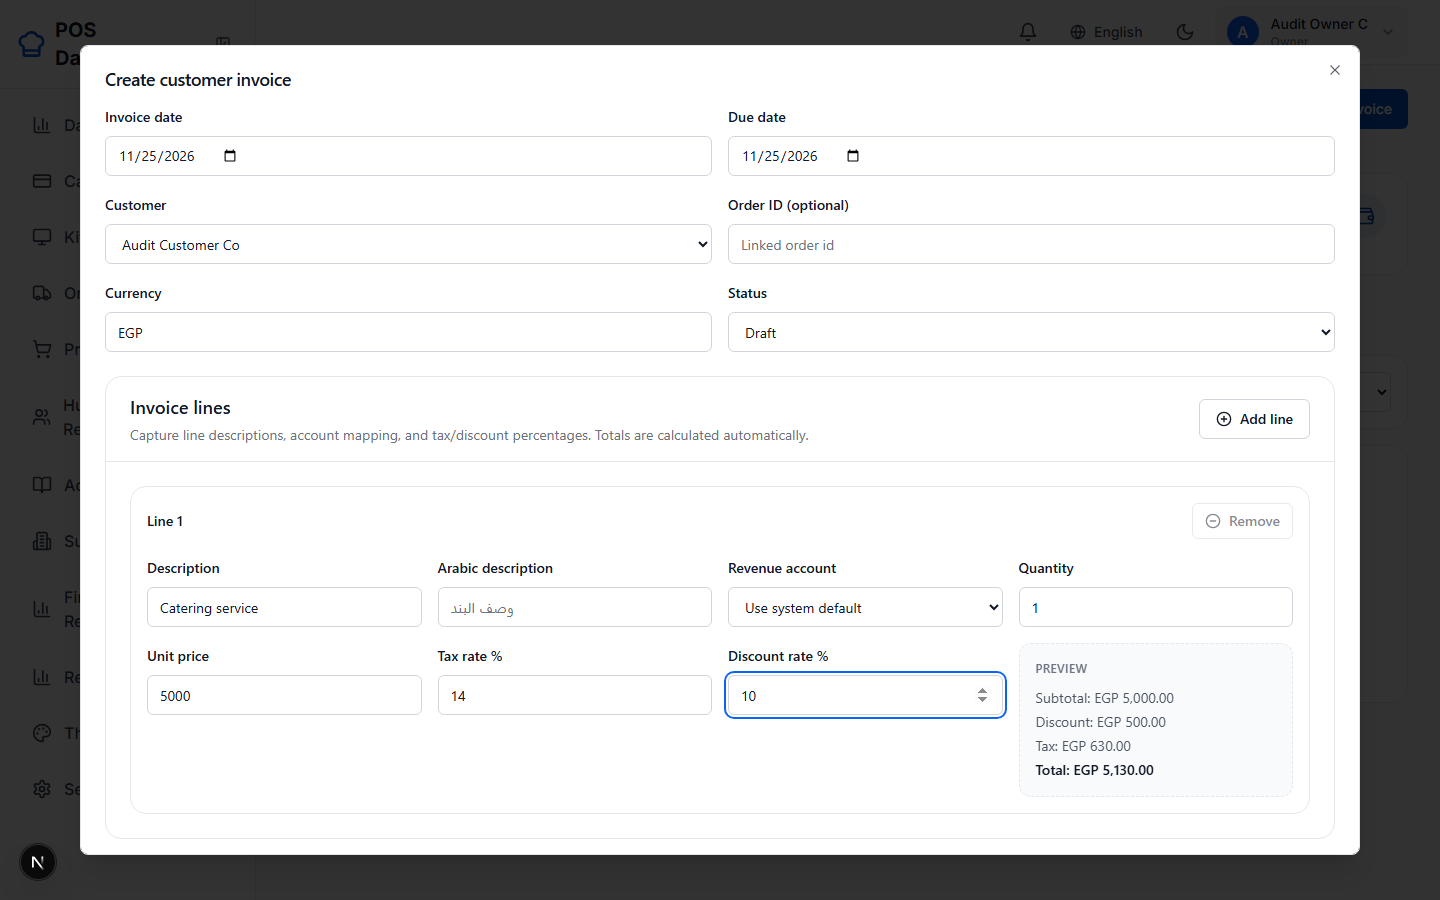 POS
English
A
Audit Owner C
Owner
Create customer invoice
Invoice date
Due date
11/25/2026
11/25/2026
Customer
Order ID (optional)
Audit Customer Co
Linked order id
Currency
Status
EGP
Draft
Invoice lines
Capture line descriptions, account mapping, and tax/discount percentages. Totals are calculated automatically.
Add line
Line 1
Remove
Description
Arabic description
Revenue account
Quantity
Catering service
وصف البند
Use system default
1
Unit price
Tax rate %
Discount rate %
5000
14
10
PREVIEW
Subtotal: EGP 5,000.00
Discount: EGP 500.00
Tax: EGP 630.00
Total: EGP 5,130.00
N